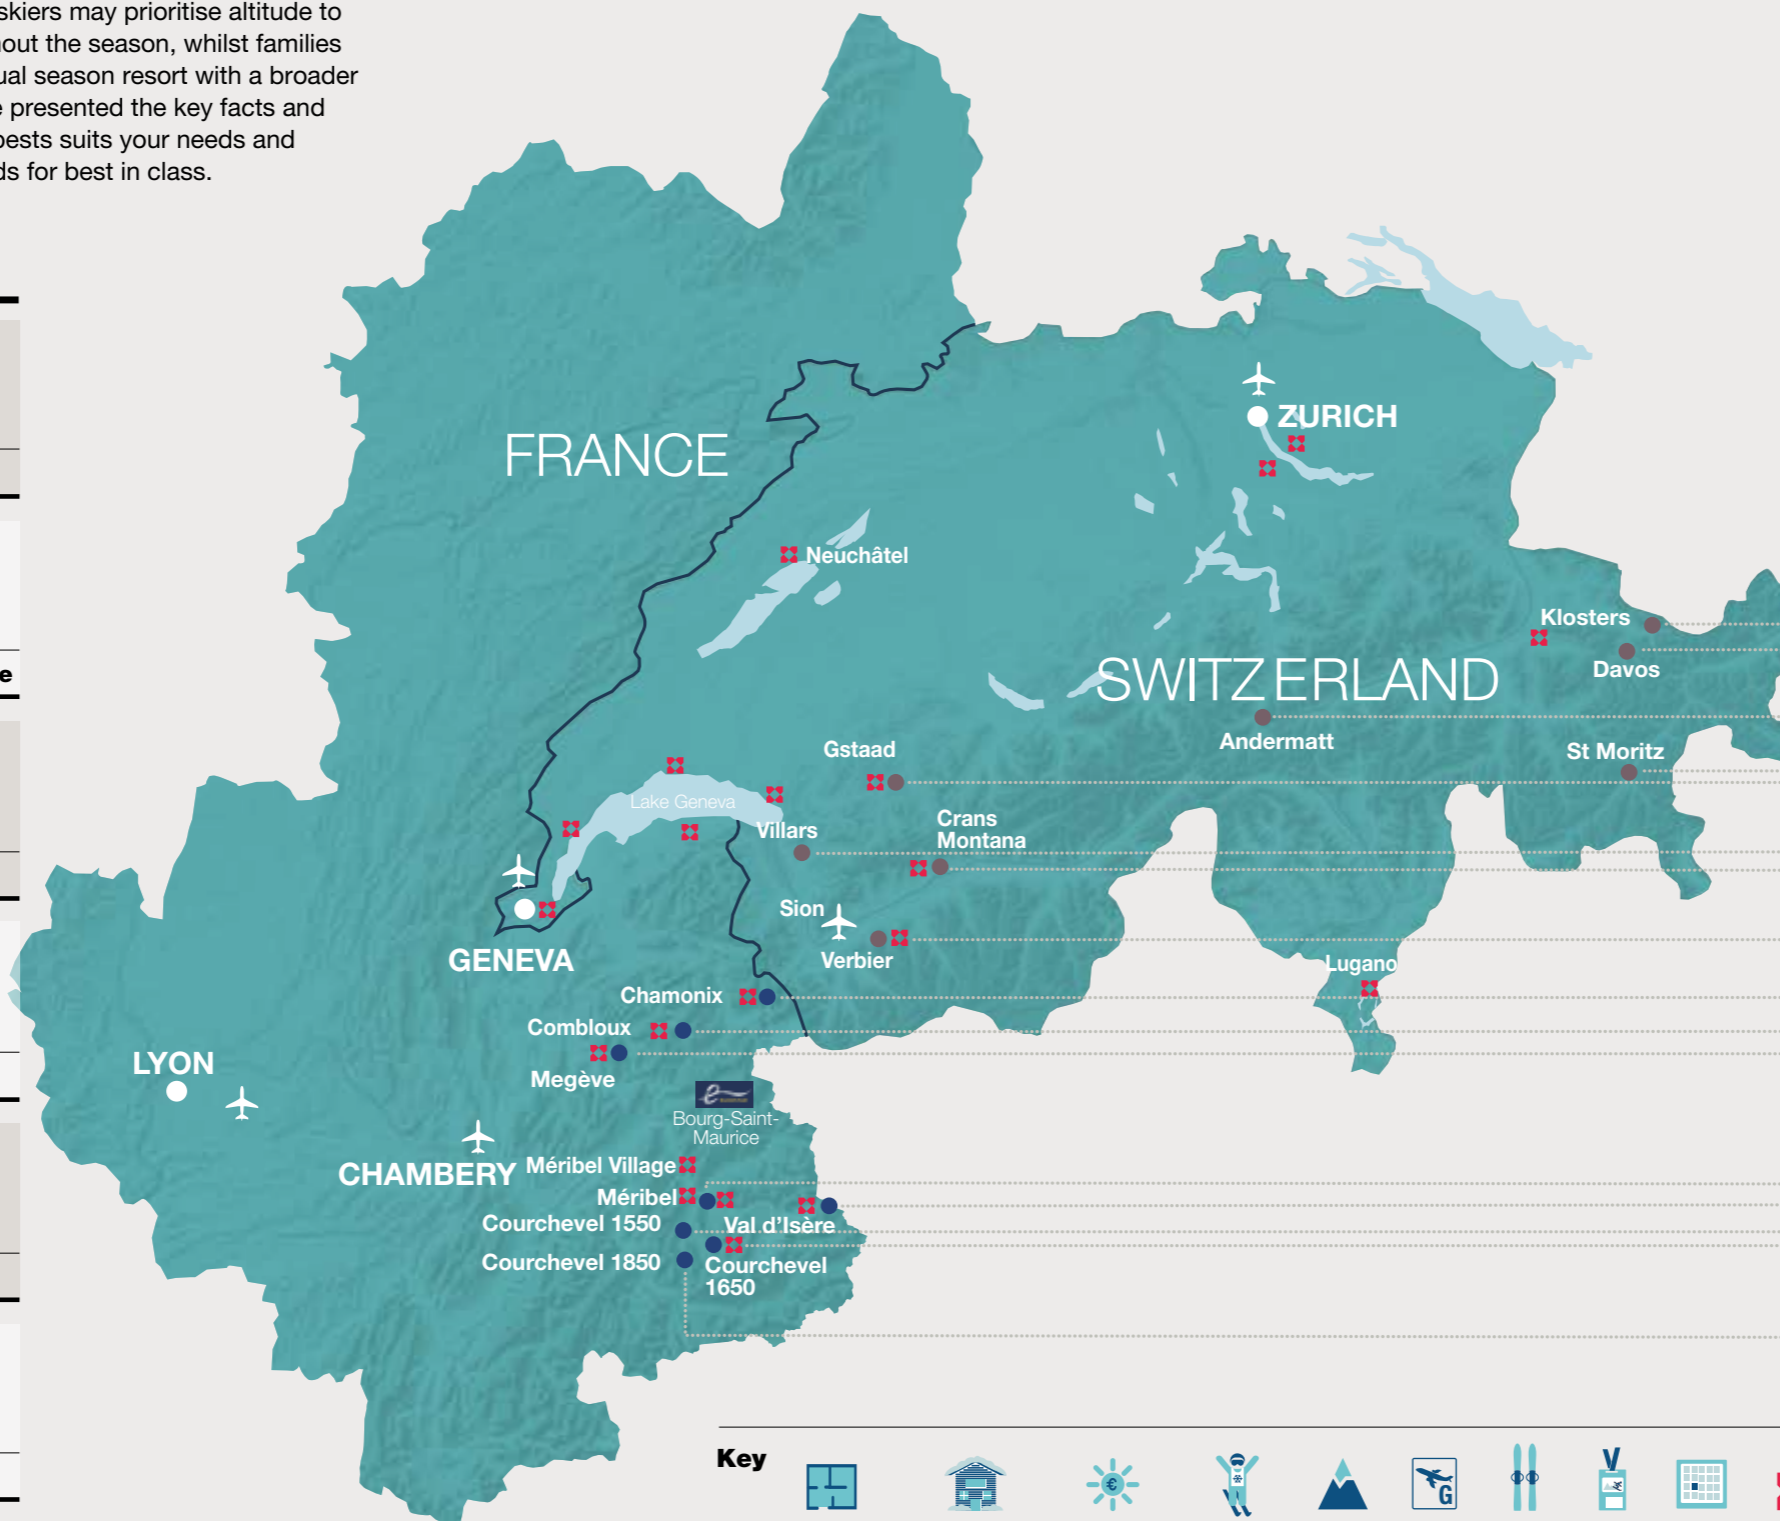 skiers may prioritise altitude to
out the season, whilst families
ual season resort with a broader
e presented the key facts and
bests suits your needs and
ds for best in class.
e
FRANCE
ZURICH
Neuchâtel
Klosters
Davos
SWITZERLAND
Andermatt
St Moritz
Gstaad
Lake Geneva
Villars
Crans
Montana
Sion
Verbier
GENEVA
Lugano
Chamonix
Combloux
Megève
LYON
Bourg-Saint-
Maurice
CHAMBERY
Méribel Village
Méribel
Val d'Isère
Courchevel 1550
Courchevel 1850
Courchevel
1650
Key
€
G